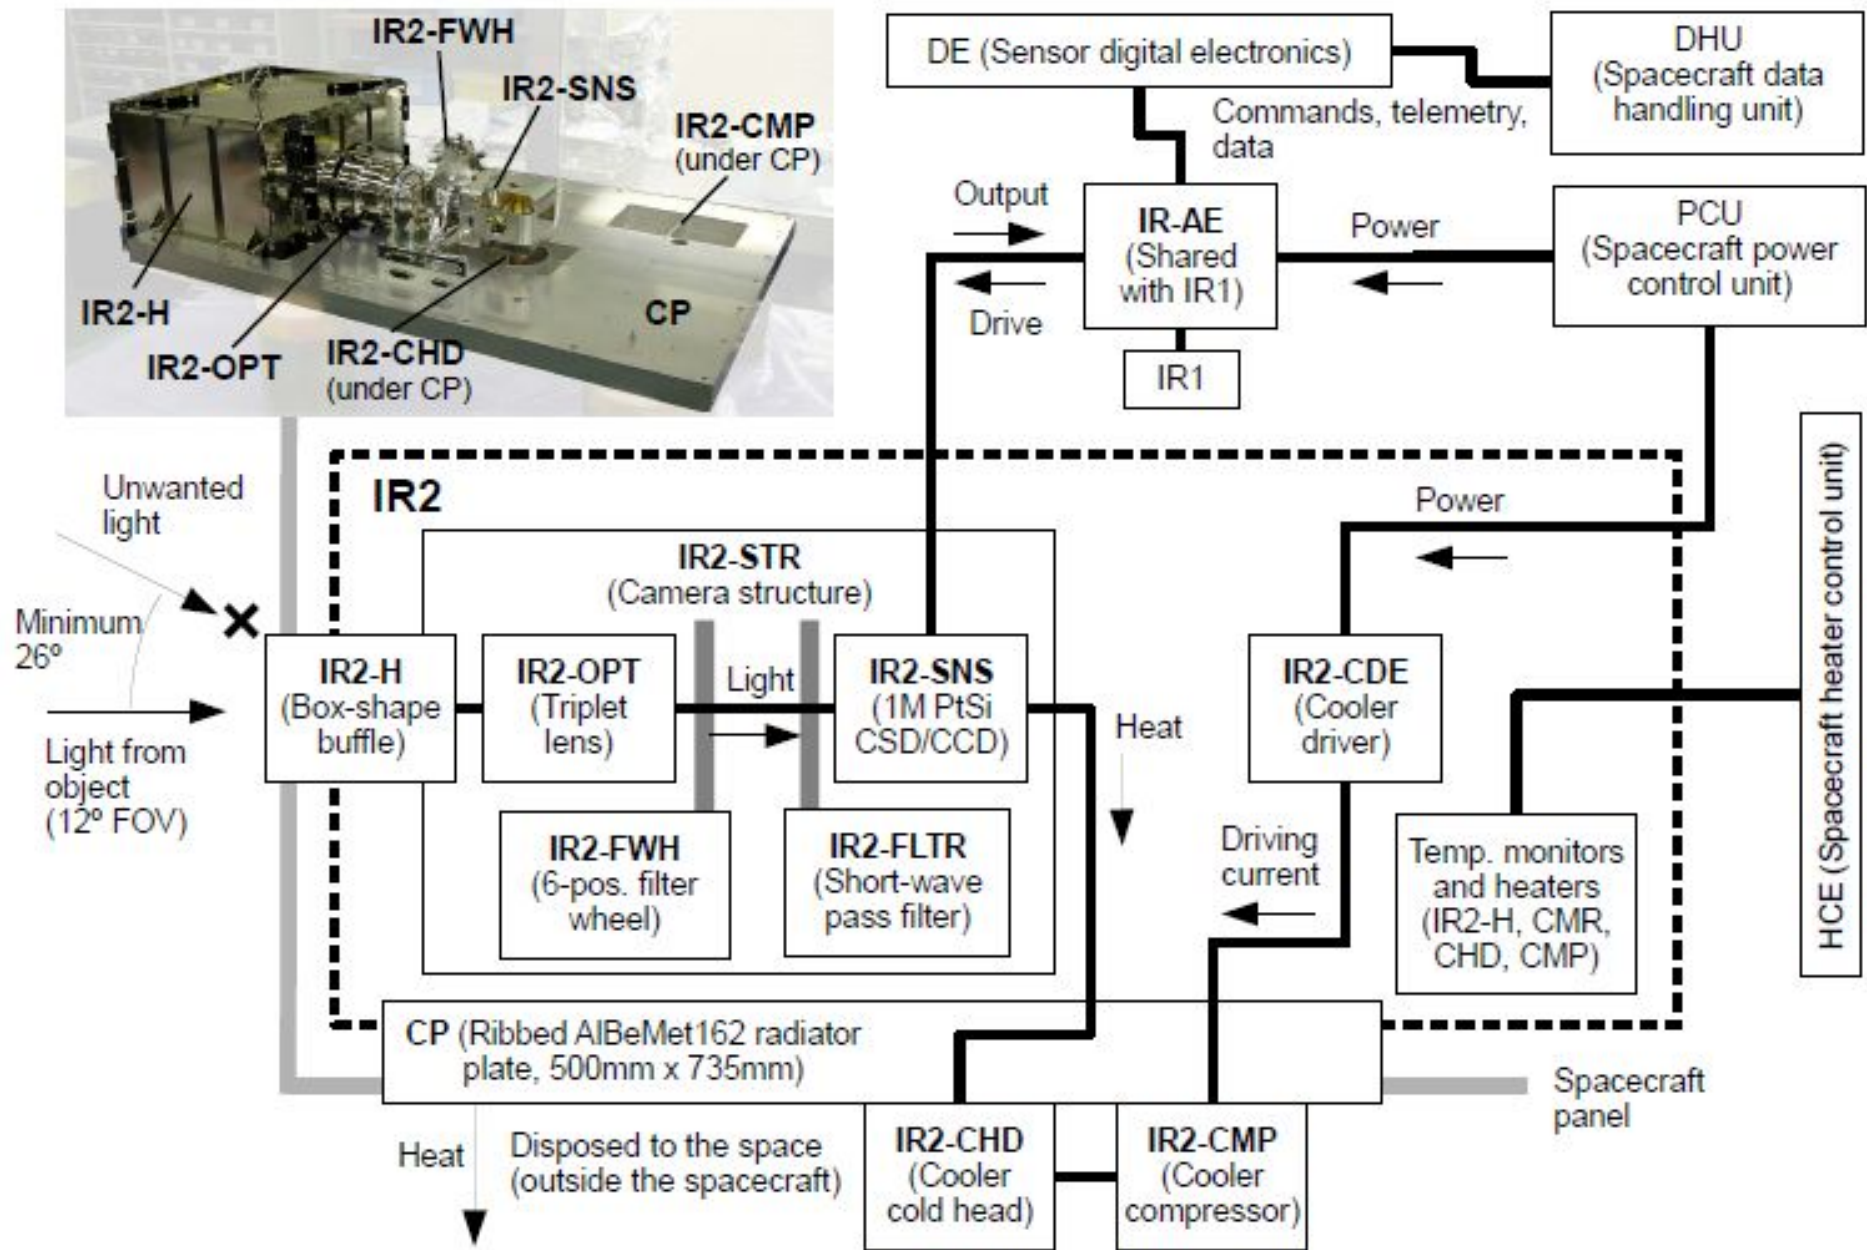 IR2-FWH
IR2-SNS
IR2-CMP
(under CP)
IR2-H
IR2-OPT
IR2-CHD
(under CP)
CP
DE (Sensor digital electronics)
DHU
(Spacecraft data
handling unit)
Commands, telemetry,
data
Output
Drive
IR-AE
(Shared
with IR1)
Power
PCU
(Spacecraft power
control unit)
IR1
HCE (Spacecraft heater control unit)
Unwanted
light
Minimum
26º
Light from
object
(12º FOV)
IR2
Power
IR2-STR
(Camera structure)
IR2-H
(Box-shape
buffle)
IR2-OPT
(Triplet
lens)
Light
IR2-SNS
(1M PtSi
CSD/CCD)
Heat
IR2-CDE
(Cooler
driver)
IR2-FWH
(6-pos. filter
wheel)
IR2-FLTR
(Short-wave
pass filter)
Driving
current
Temp. monitors
and heaters
(IR2-H, CMR,
CHD, CMP)
CP (Ribbed AlBeMet162 radiator
plate, 500mm x 735mm)
Spacecraft
panel
Heat
Disposed to the space
(outside the spacecraft)
IR2-CHD
(Cooler
cold head)
IR2-CMP
(Cooler
compressor)